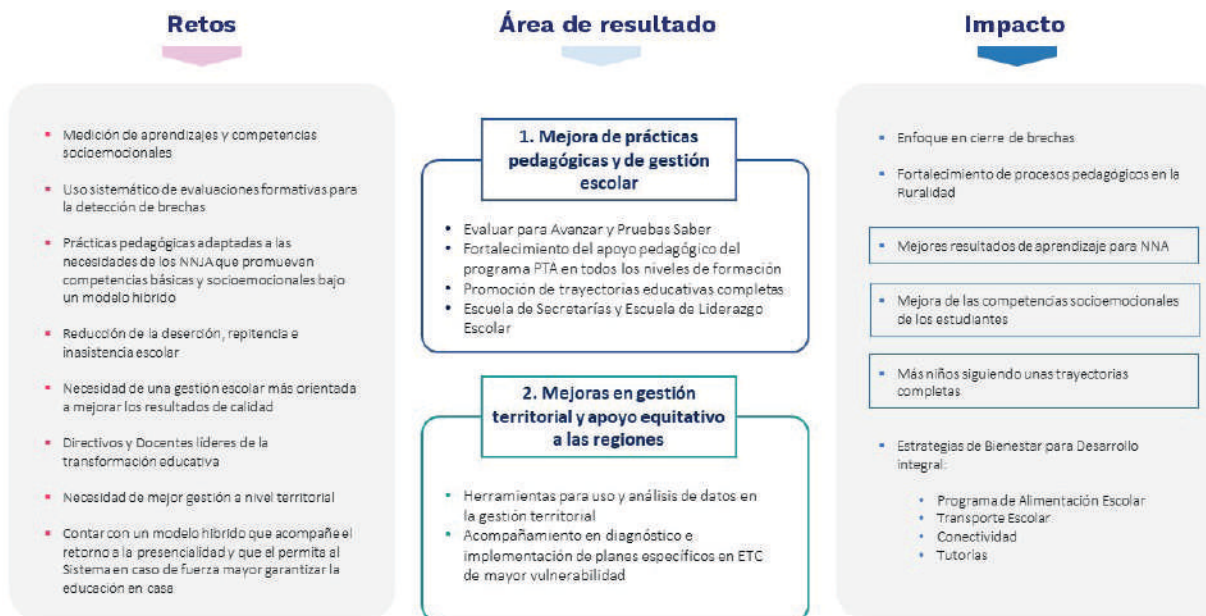 Retos
Medición de aprendizajes y competencias
socioemocionales
Uso sistemático de evaluaciones formativas para
la detección de brechas
Prácticas pedagógicas adaptadas a las
necesidades de los NNJA que promuevan
competencias básicas y socioemocionales bajo
un modelo híbrido
Reducción de la deserción, repitencia e
inasistencia escolar
Necesidad de una gestión escolar más orientada
a mejorar los resultados de calidad
Directivos y Docentes líderes de la
transformación educativa
Necesidad de mejor gestión a nivel territorial
Contar con un modelo híbrido que acompañe el
retorno a la presencialidad y que el permita al
Sistema en caso de fuerza mayor garantizar la
educación en casa
Área de resultado
1. Mejora de prácticas
pedagógicas y de gestión
escolar
Evaluar para Avanzar y Pruebas Saber
Fortalecimiento del apoyo pedagógico del
programa PTA en todos los niveles de formación
Promoción de trayectorias educativas completas
Escuela de Secretarías y Escuela de Liderazgo
Escolar
2. Mejoras en gestión
territorial y apoyo equitativo
a las regiones
Herramientas para uso y análisis de datos en
la gestión territorial
Acompañamiento en diagnóstico e
implementación de planes específicos en ETC
de mayor vulnerabilidad
Impacto
Enfoque en cierre de brechas
Fortalecimiento de procesos pedagógicos en la
Ruralidad
Mejores resultados de aprendizaje para NNA
Mejora de las competencias socioemocionales
de los estudiantes
Más niños siguiendo unas trayectorias
completas
Estrategias de Bienestar para Desarrollo
integral:
Programa de Alimentación Escolar
Transporte Escolar
Conectividad
Tutorías